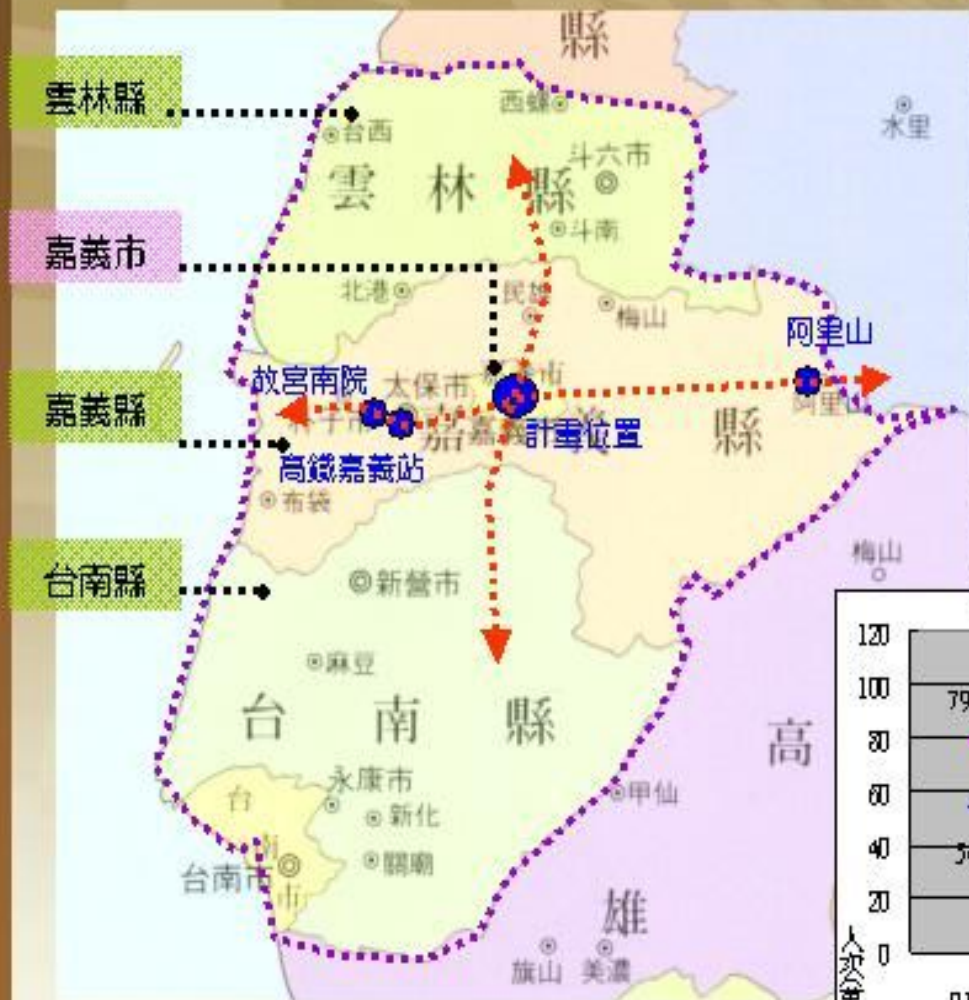 縣
雲林縣
西螺
台西
水里
斗六市
雲林縣
斗南
嘉義市
北港
民雄
梅山
阿里山
故宮南院
太保市
嘉義縣
縣
計畫位置
高鐵嘉義站
布袋
梅山
台南縣
新營市
麻豆
台南縣
高
永康市
台
甲仙
新化
南
關廟
台南市
市
雄
旗山
美濃
120
100
80
60
40
20
0